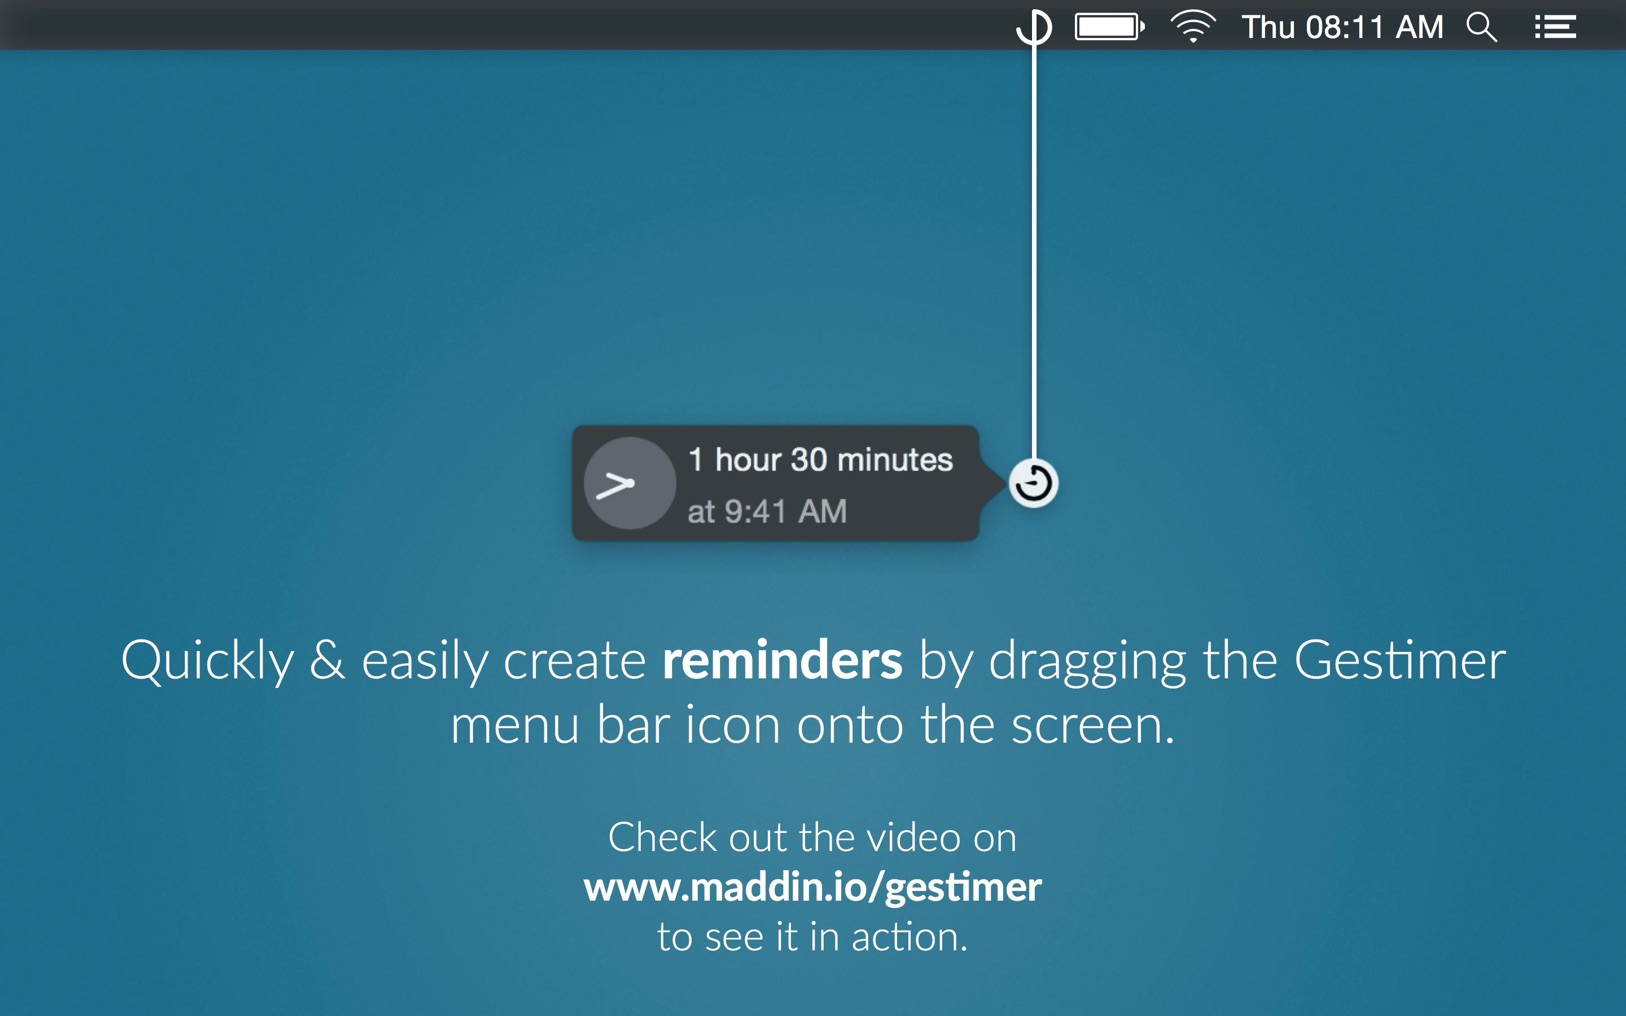 Thu 08:11 AM
1 hour 30 minutes
at 9:41 AM
Quickly & easily create reminders by dragging the Gestimer
menu bar icon onto the screen.
Check out the video on
www.maddin.io/gestimer
to see it in action.